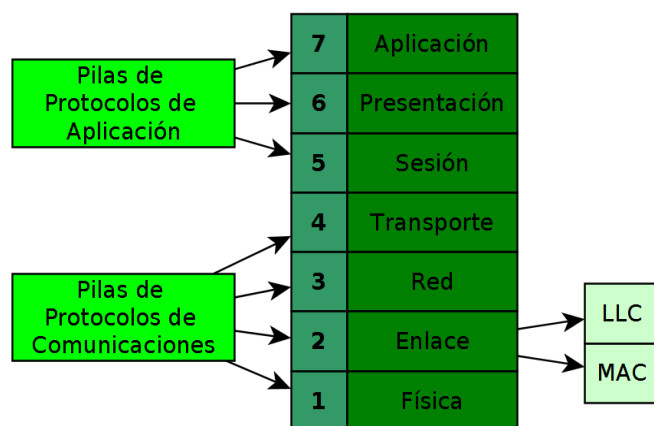 Pilas de
Protocolos de
Aplicación
7 Aplicación
6 Presentación
5 Sesión
4 Transporte
3 Red
2 Enlace
1 Física
Pilas de
Protocolos de
Comunicaciones
LLC
MAC